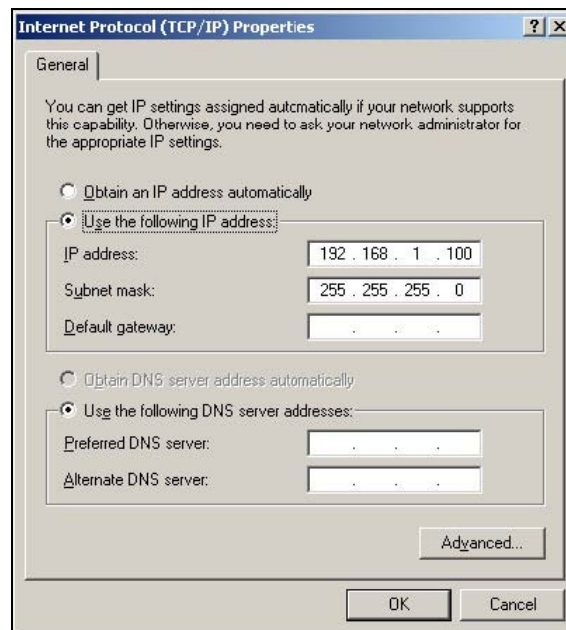 Internet Protocol (TCP/IP) Properties
General
You can get IP settings assigned automatically if your network supports
this capability. Otherwise, you need to ask your network administrator for
the appropriate IP settings.
Obtain an IP address automatically
Use the following IP address:
IP address: 192 . 168 . 1 . 100
Subnet mask: 255 . 255 . 255 . 0
Default gateway: . . .
Obtain DNS server address automatically
Use the following DNS server addresses:
Preferred DNS server: . . .
Alternate DNS server: . . .
Advanced...
OK Cancel